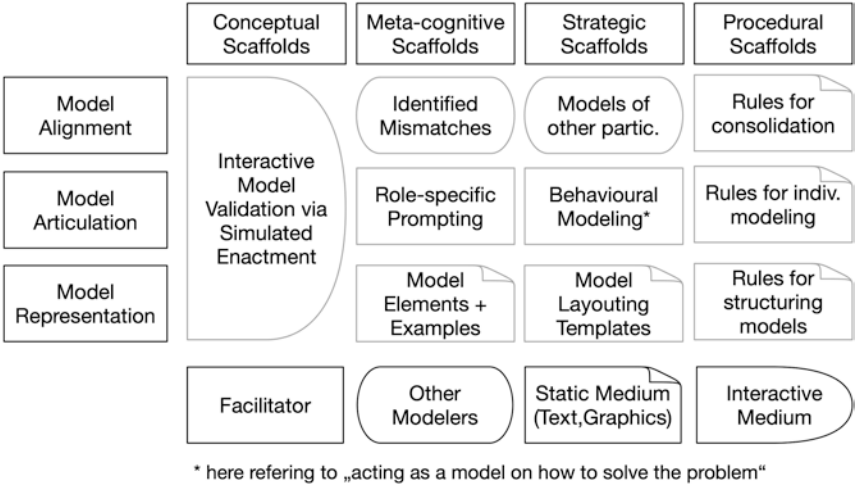 Conceptual
Scaffolds
Meta-cognitive
Scaffolds
Strategic
Scaffolds
Procedural
Scaffolds
Model
Alignment
Identified
Mismatches
Models of
other partic.
Rules for
consolidation
Interactive
Model
Validation via
Simulated
Enactment
Model
Articulation
Role-specific
Prompting
Behavioural
Modeling*
Rules for indiv.
modeling
Model
Representation
Model
Elements +
Examples
Model
Layouting
Templates
Rules for
structuring
models
Facilitator
Other
Modelers
Static Medium
(Text,Graphics)
Interactive
Medium
* here refering to „acting as a model on how to solve the problem“